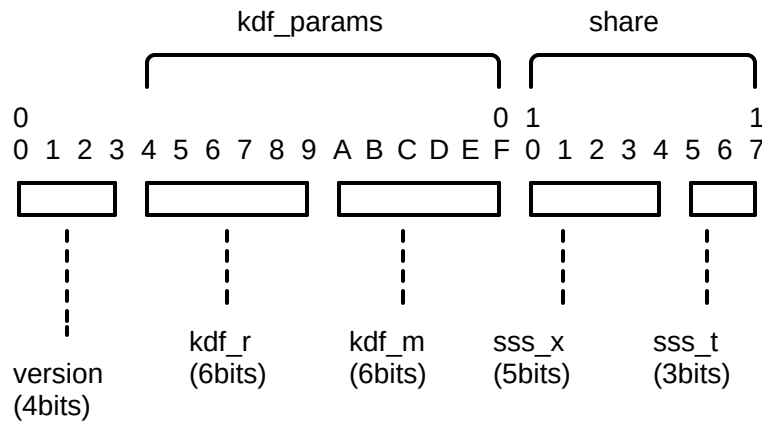 kdf_params share
0 0 1 1
0 1 2 3 4 5 6 7 8 9 A B C D E F 0 1 2 3 4 5 6 7
kdf_r kdf_m sss_x sss_t
(6bits) (6bits) (5bits) (3bits)
version
(4bits)